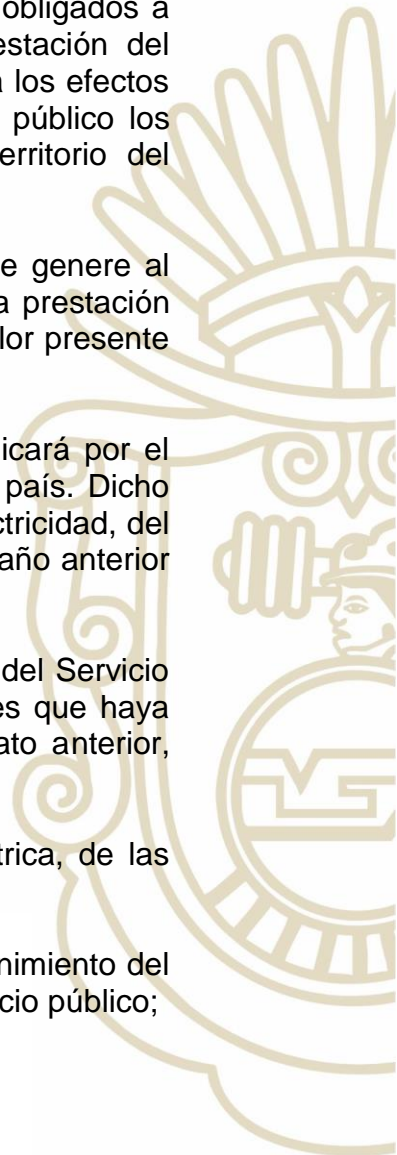 obligados a
estación del
a los efectos
público los
erritorio del
e genere al
a prestación
lor presente
icará por el
país. Dicho
ctricidad, del
año anterior
del Servicio
es que haya
ato anterior,
trica, de las
nimiento del
cio público;